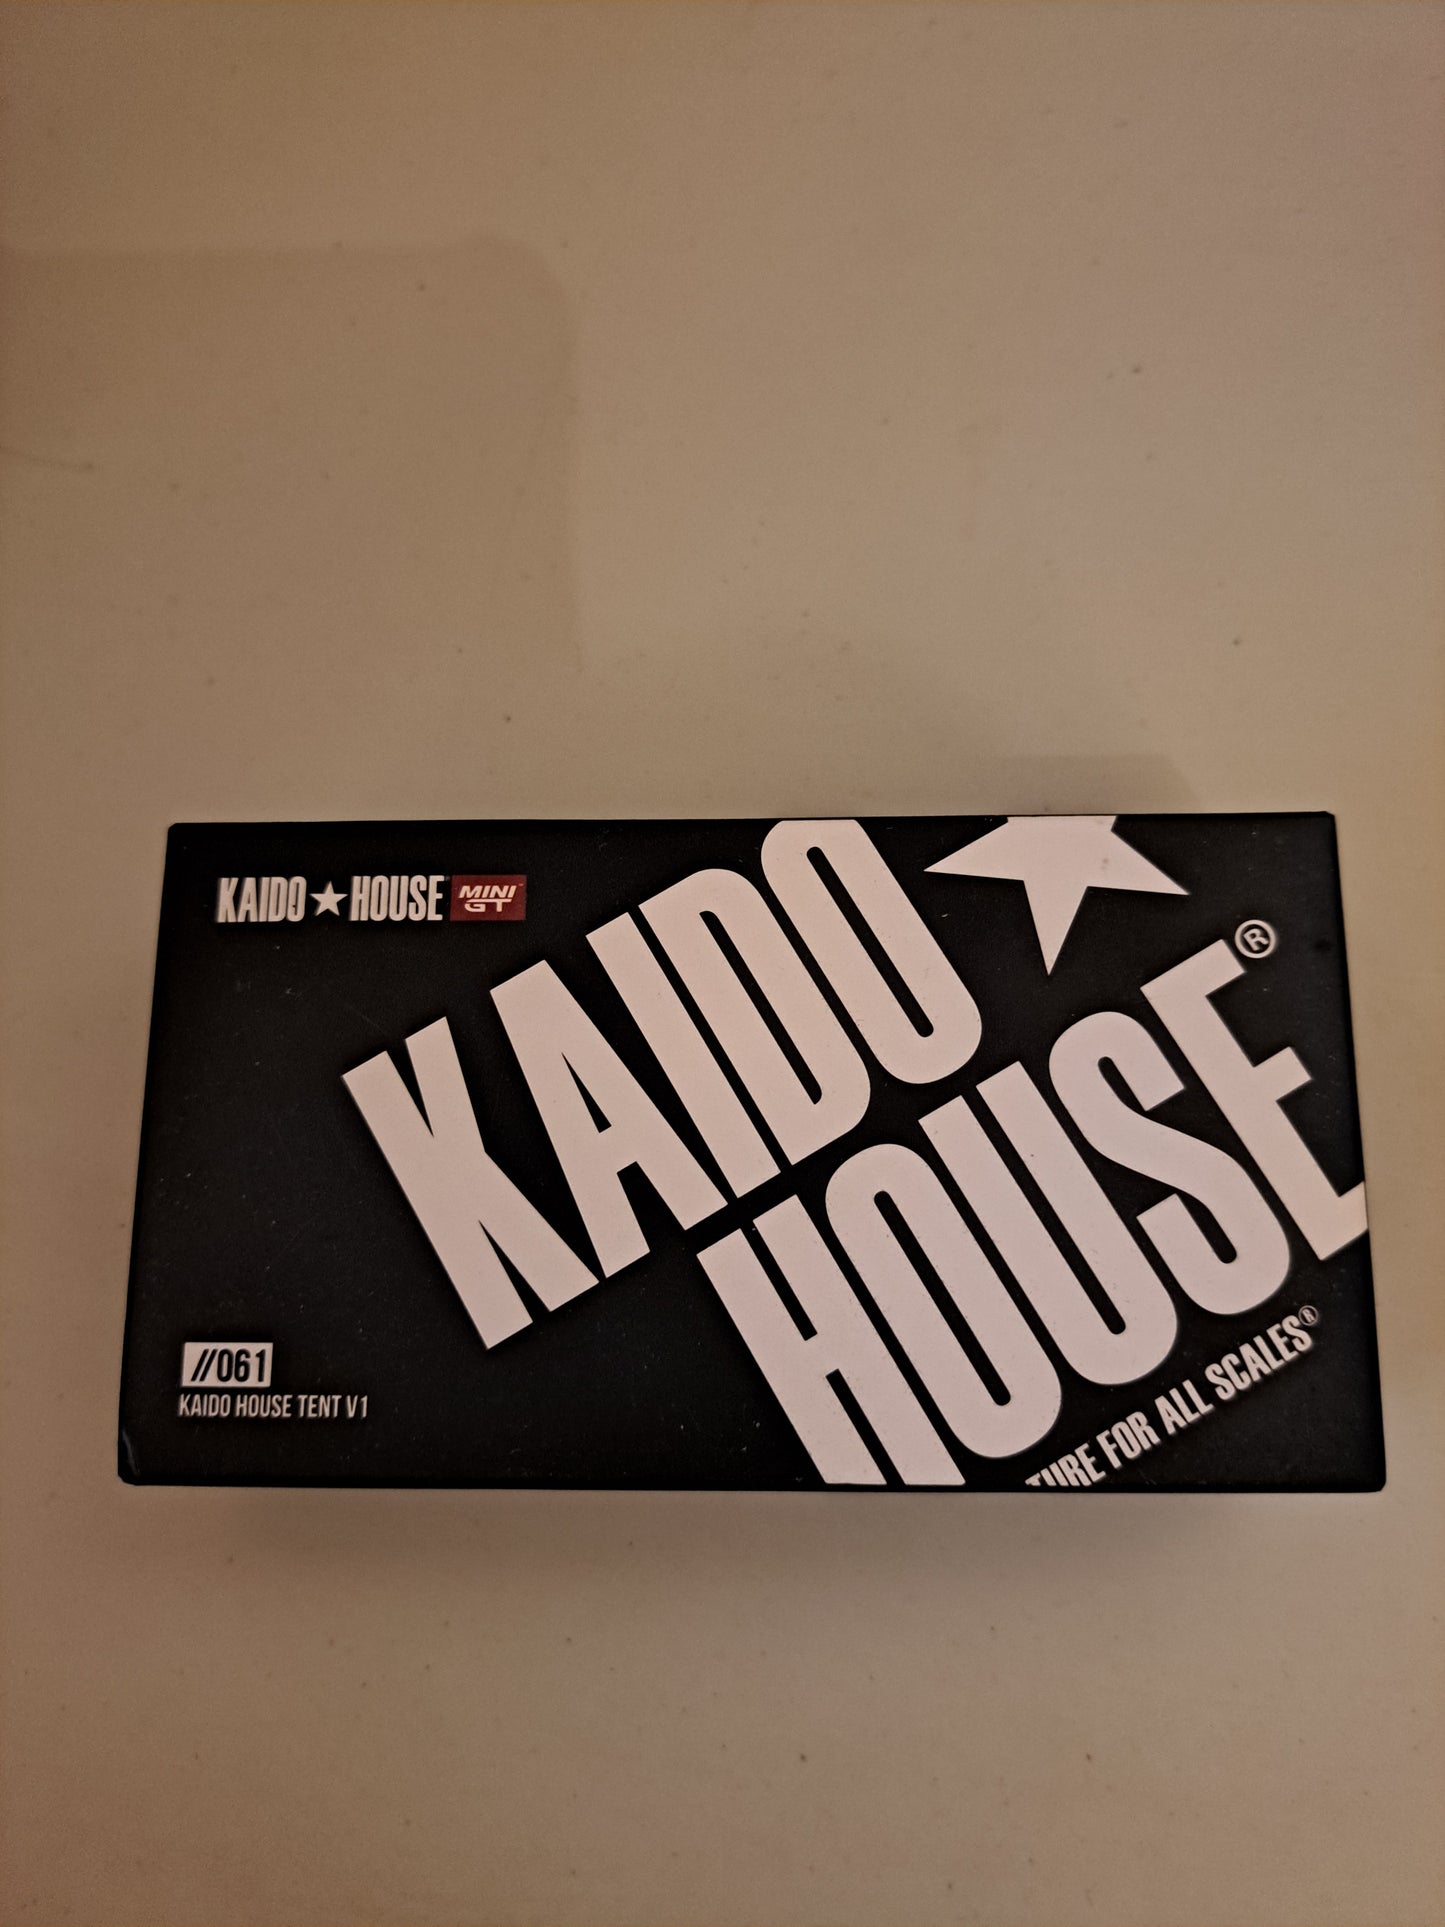 KAIDO★HOUSE MINI GT
KAIDO★
HOUSE®
TURE FOR ALL SCALES®
//061
KAIDO HOUSE TENT V1